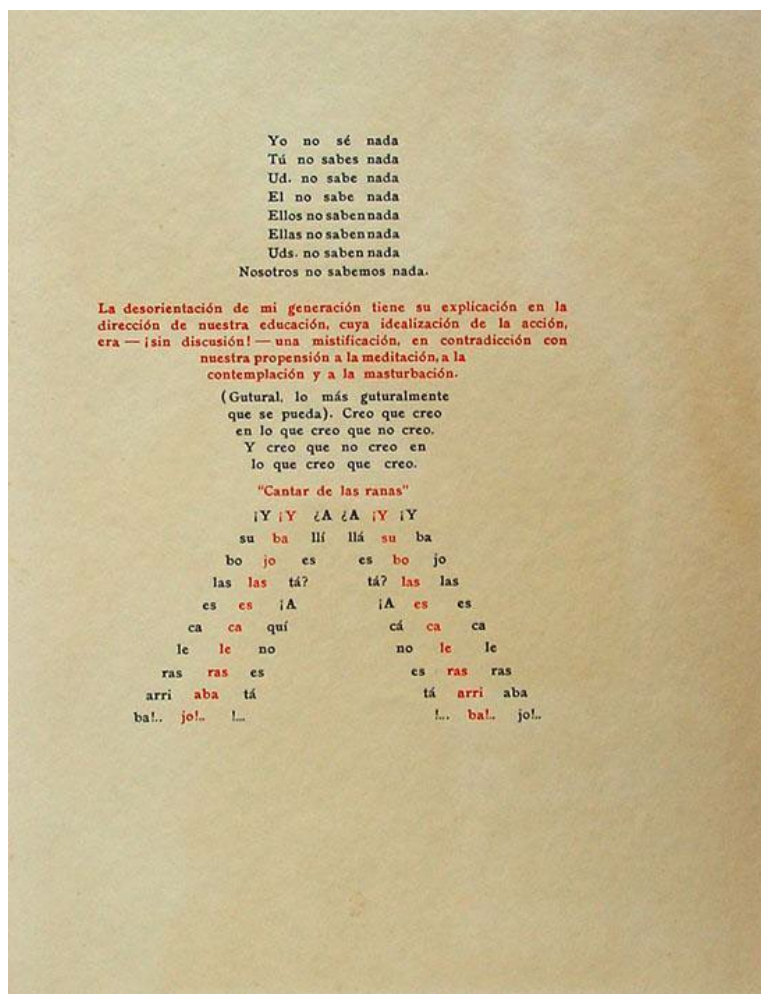 Yo no sé nada
Tú no sabes nada
Ud. no sabe nada
El no sabe nada
Ellos no saben nada
Ellas no saben nada
Uds. no saben nada
Nosotros no sabemos nada.
La desorientación de mi generación tiene su explicación en la
dirección de nuestra educación, cuya idealización de la acción,
era — ¡sin discusión! — una mistificación, en contradicción con
nuestra propensión a la meditación, a la
contemplación y a la masturbación.
(Gutural, lo más guturalmente
que se pueda). Creo que creo
en lo que creo que no creo.
Y creo que no creo en
lo que creo que creo.
"Cantar de las ranas"
¡Y ¡Y ¿A ¿A ¡Y ¡Y
su ba llí llá su ba
bo jo es es bo jo
las las tá? tá? las las
es es ¡A ¡A es es
ca ca quí cá ca ca
le le no no le le
ras ras es es ras ras
arri aba tá tá arri aba
ba!.. jo!.. !... !... ba!.. jo!..